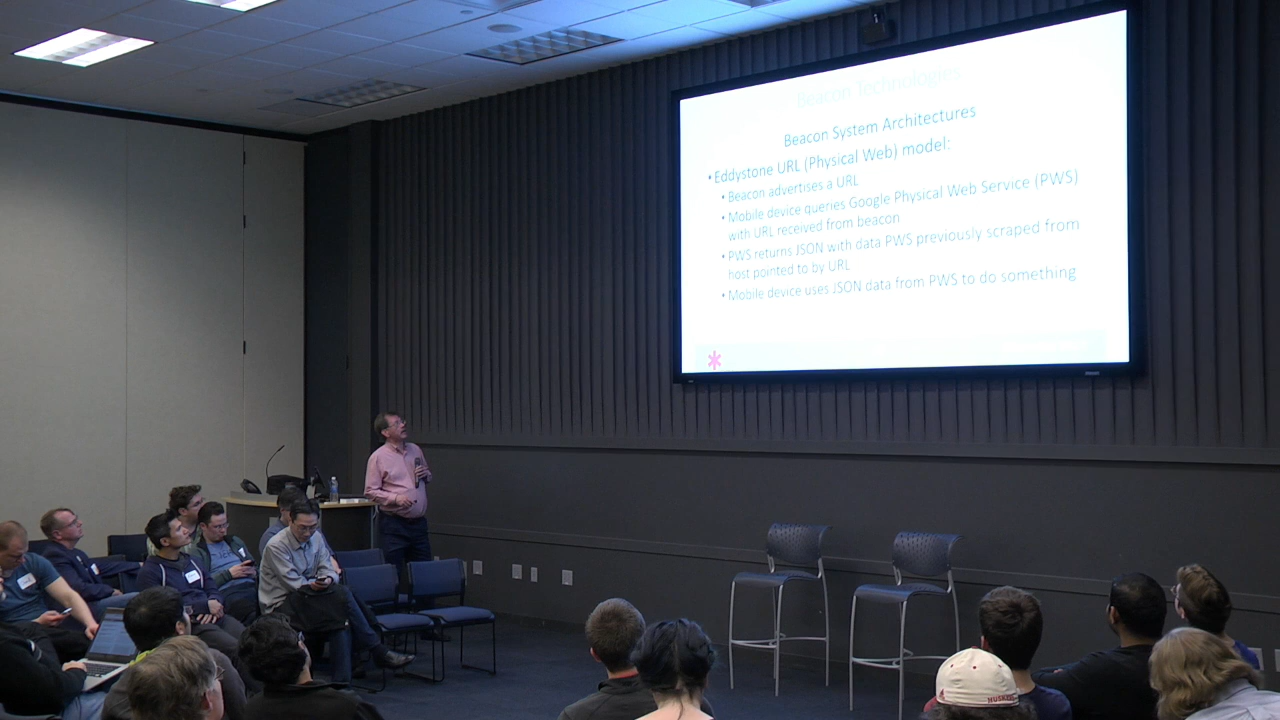 Beacon Technologies
Beacon System Architectures
• Eddystone URL (Physical Web) model:
• Beacon advertises a URL
• Mobile device queries Google Physical Web Service (PWS)
with URL received from beacon
• PWS returns JSON with data PWS previously scraped from
host pointed to by URL
• Mobile device uses JSON data from PWS to do something